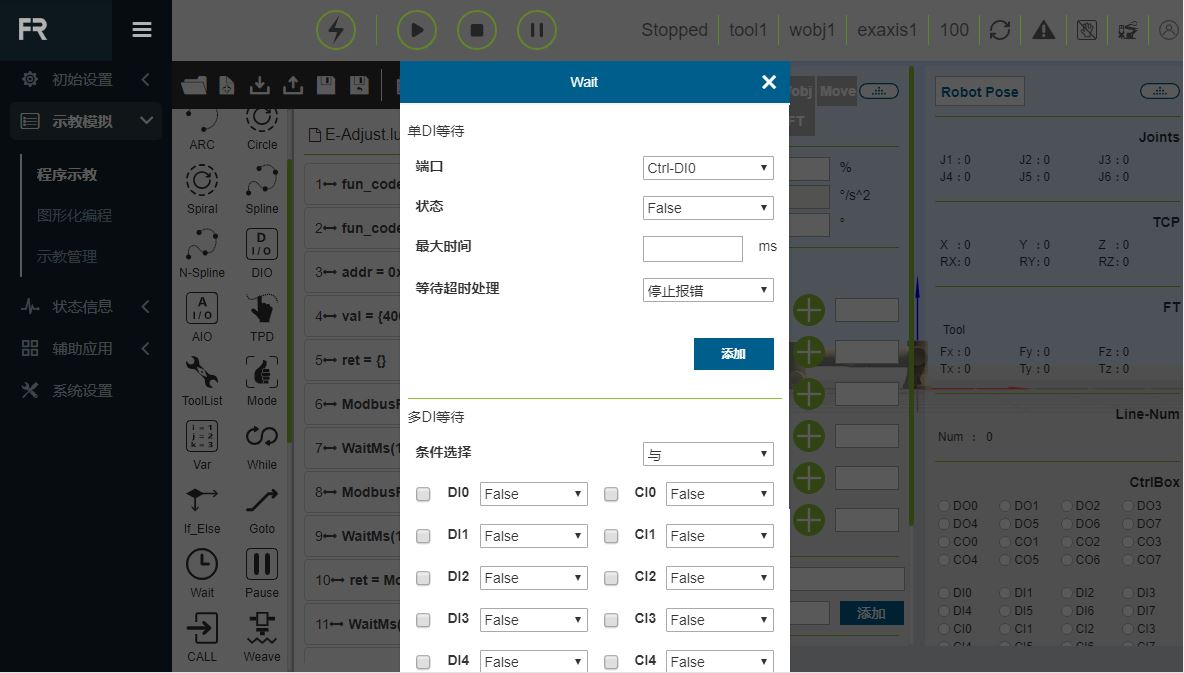 FR
Stopped tool1 wobj1 exaxis1 100
初始设置
示教模拟
程序示教
图形化编程
示教管理
状态信息
辅助应用
系统设置
ARC Circle
Spiral Spline
N-Spline DIO
AIO TPD
ToolList Mode
Var While
If_Else Goto
Wait Pause
CALL Weave
D
I / O
A
I / O
i = 1
j = 2
k = 3
E-Adjust.lu
1 fun_code
2 fun_code
3 addr = 0x
4 val = {400
5 ret = {}
6 ModbusR
7 WaitMs(1
8 ModbusR
9 WaitMs(1
10 ret = Mo
11 WaitMs(
Wait
单DI等待
端口 Ctrl-DI0
状态 False
最大时间 ms
等待超时处理 停止报错
添加
多DI等待
条件选择 与
DI0 False CI0 False
DI1 False CI1 False
DI2 False CI2 False
DI3 False CI3 False
DI4 False CI4 False
obj Move
FT
%
°/s^2
°
添加
Robot Pose
Joints
J1 : 0 J2 : 0 J3 : 0
J4 : 0 J5 : 0 J6 : 0
TCP
X : 0 Y : 0 Z : 0
RX: 0 RY: 0 RZ: 0
FT
Tool
Fx : 0 Fy : 0 Fz : 0
Tx : 0 Ty : 0 Tz : 0
Line-Num
Num : 0
CtrlBox
DO0 DO1 DO2 DO3
DO4 DO5 DO6 DO7
CO0 CO1 CO2 CO3
CO4 CO5 CO6 CO7
DI0 DI1 DI2 DI3
DI4 DI5 DI6 DI7
CI0 CI1 CI2 CI3
CI4 CI5 CI6 CI7